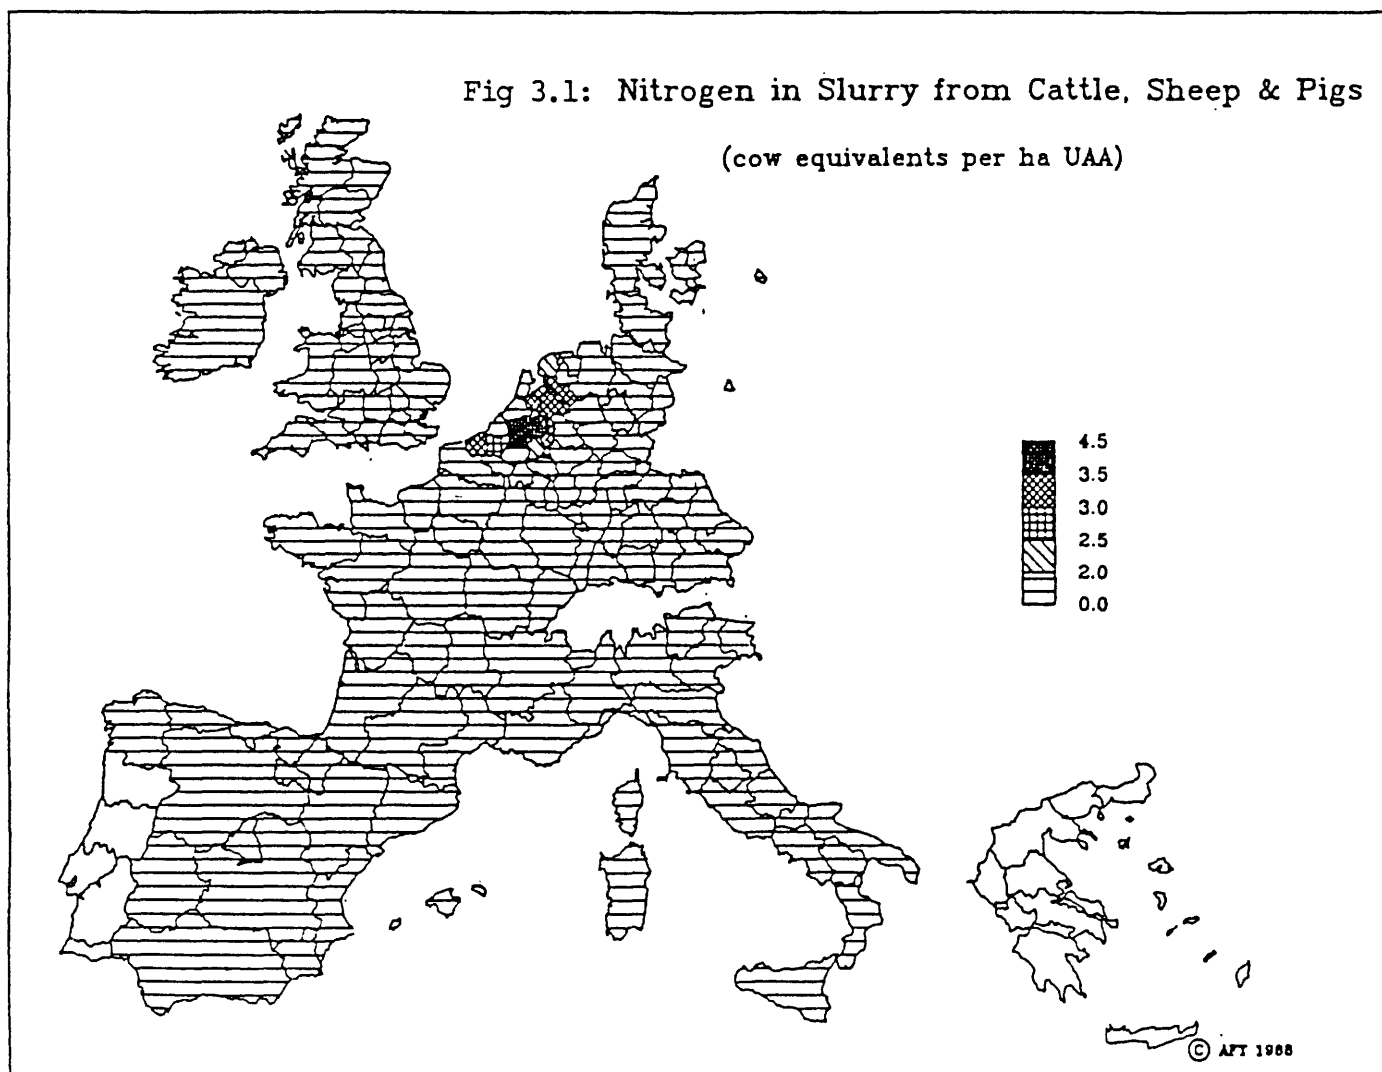 Fig 3.1: Nitrogen in Slurry from Cattle, Sheep & Pigs
(cow equivalents per ha UAA)
4.5
3.5
3.0
2.5
2.0
0.0
© AFT 1988